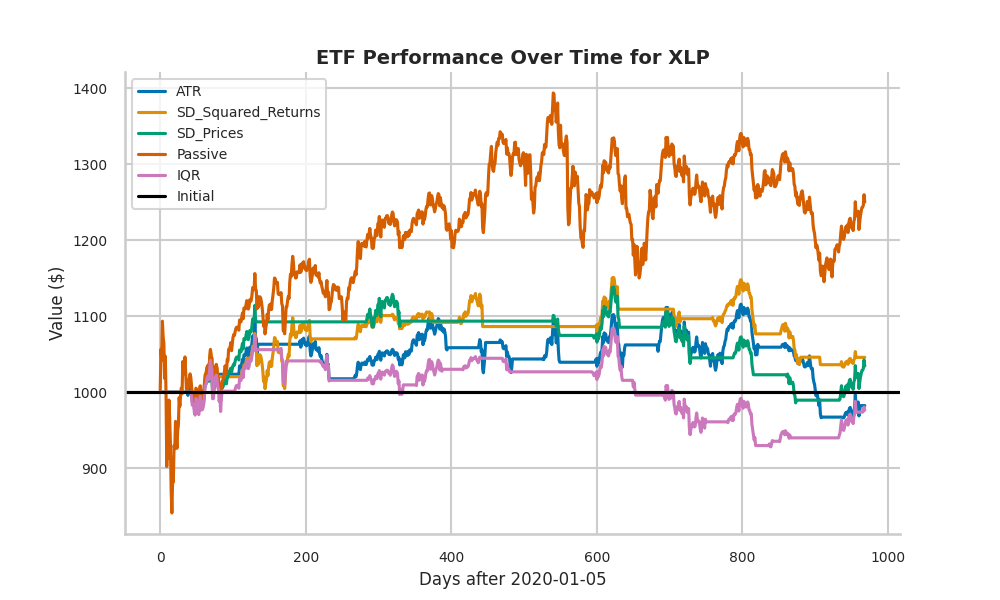 ETF Performance Over Time for XLP
ATR
SD_Squared_Returns
SD_Prices
Passive
IQR
Initial
Value ($)
1400
1300
1200
1100
1000
900
0 200 400 600 800 1000
Days after 2020-01-05